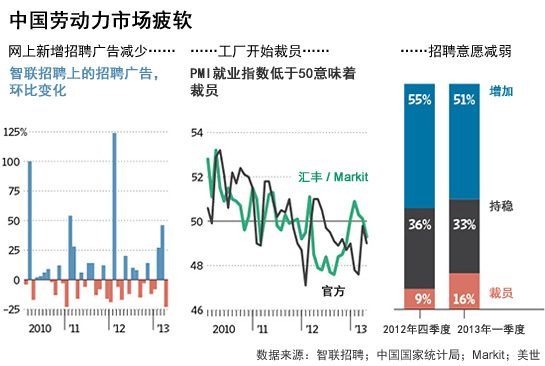 中国劳动力市场疲软
网上新增招聘广告减少······
智联招聘上的招聘广告，
环比变化
125%
100
75
50
25
0
−25
2010
'11
'12
'13
······工厂开始裁员······
PMI就业指数低于50意味着
裁员
54
52
50
48
46
汇丰 / Markit
官方
2010
'11
'12
'13
······招聘意愿减弱
55%
51%
增加
36%
33%
持稳
9%
16%
裁员
2012年四季度
2013年一季度
数据来源：智联招聘；中国国家统计局；Markit；美世